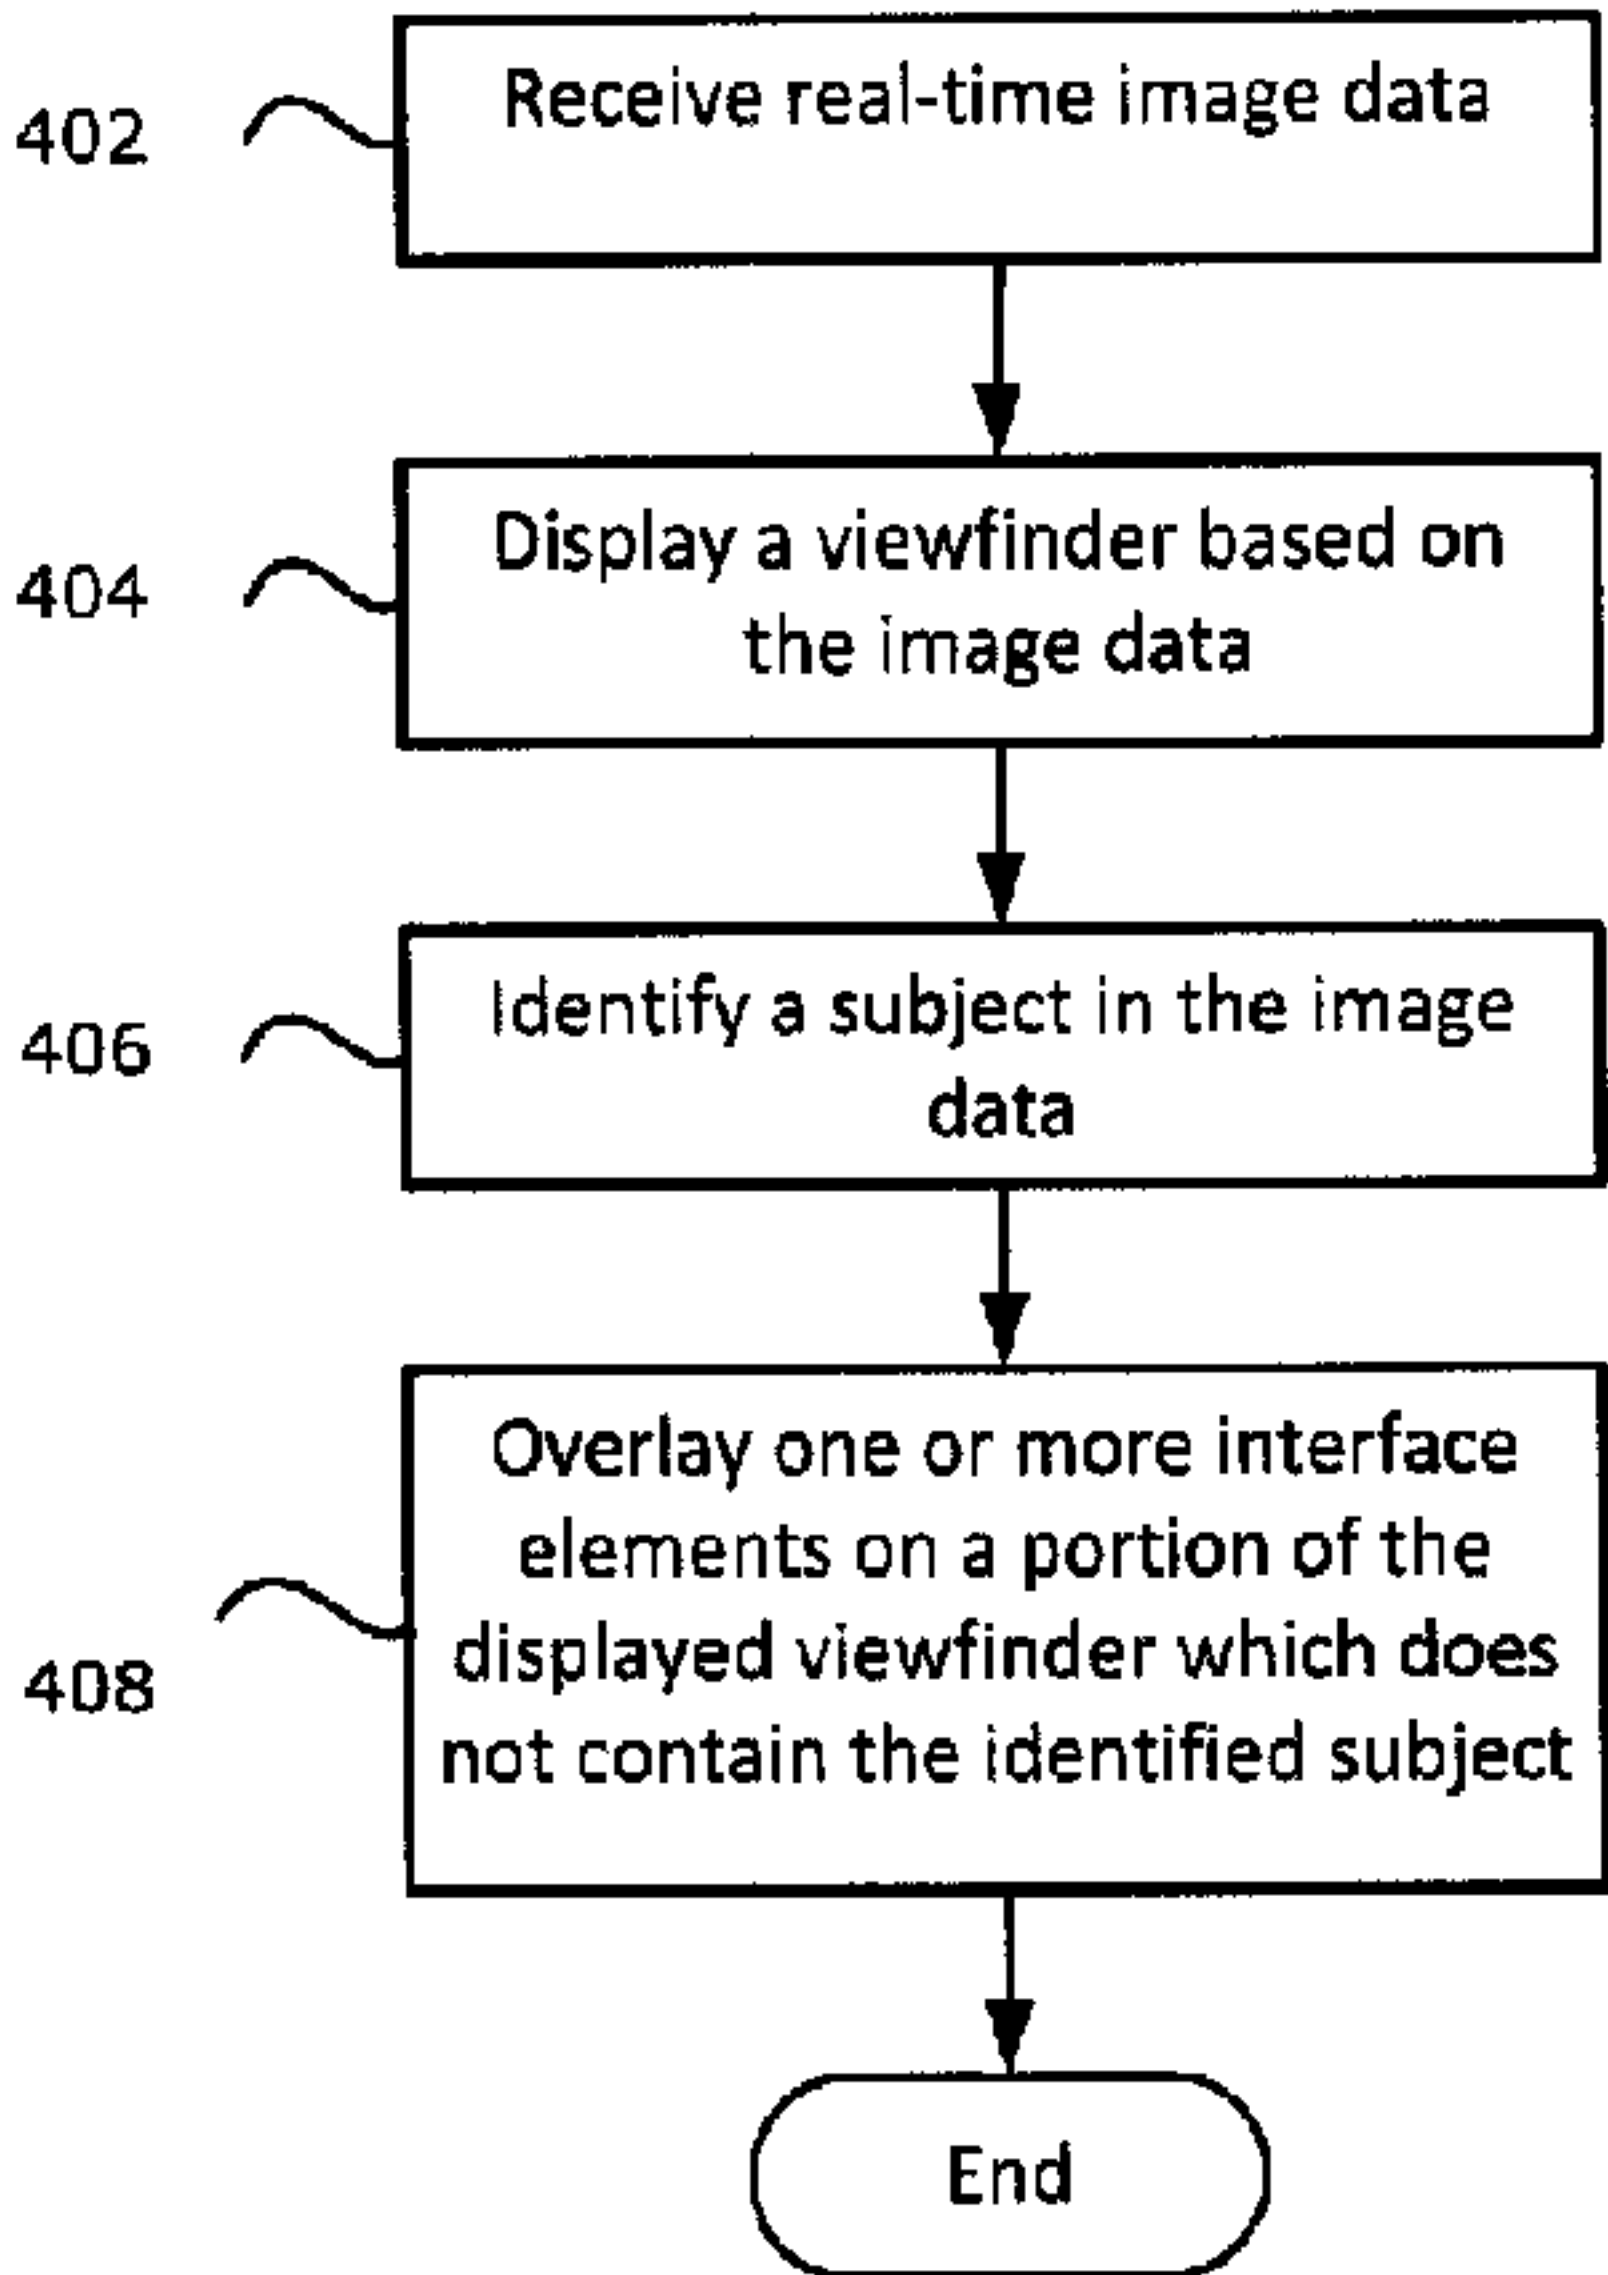 402
Receive real-time image data
404
Display a viewfinder based on
the image data
406
Identify a subject in the image
data
408
Overlay one or more interface
elements on a portion of the
displayed viewfinder which does
not contain the identified subject
End